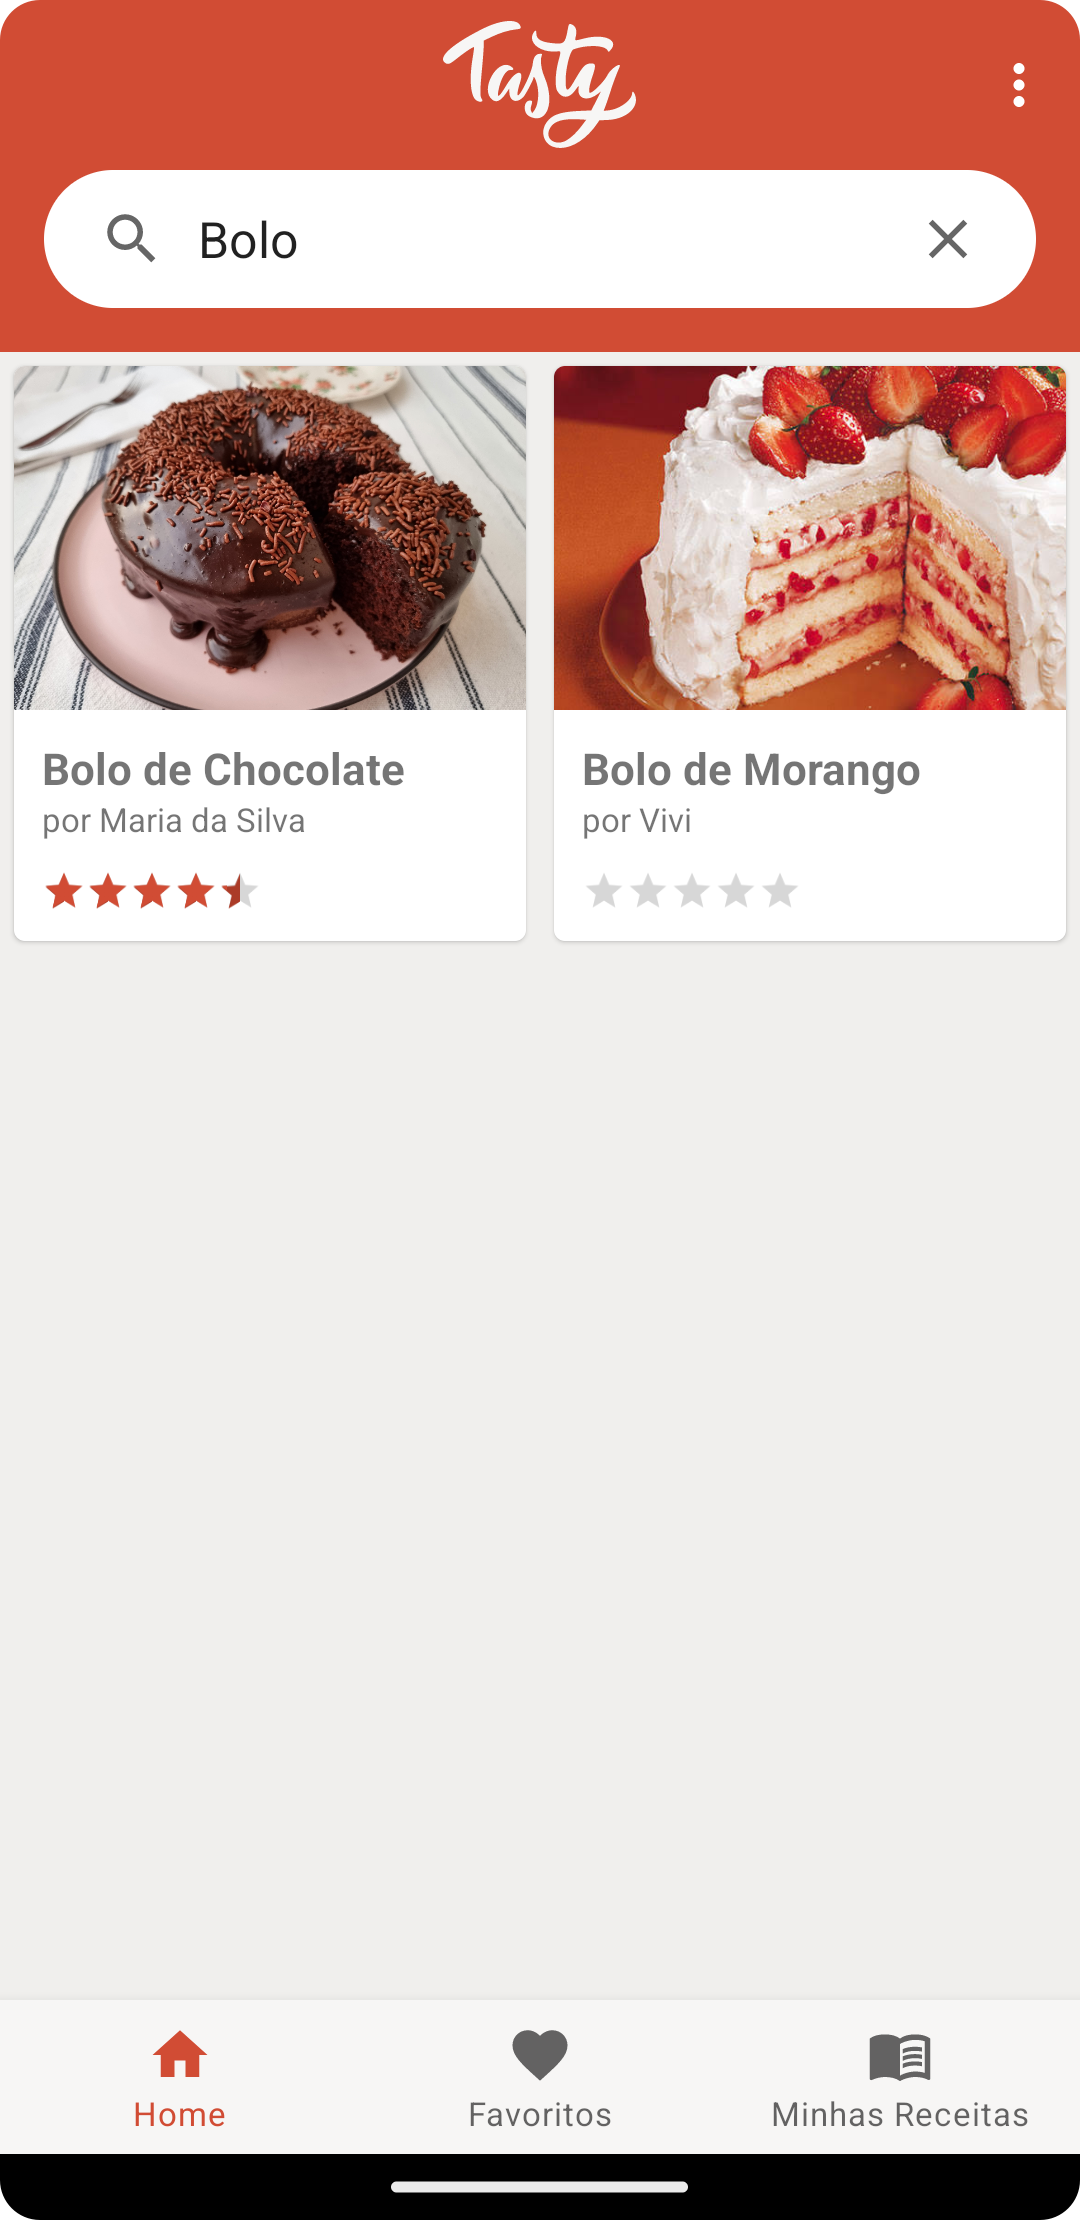 Tasty
Bolo
Bolo de Chocolate
por Maria da Silva
Bolo de Morango
por Vivi
Home
Favoritos
Minhas Receitas